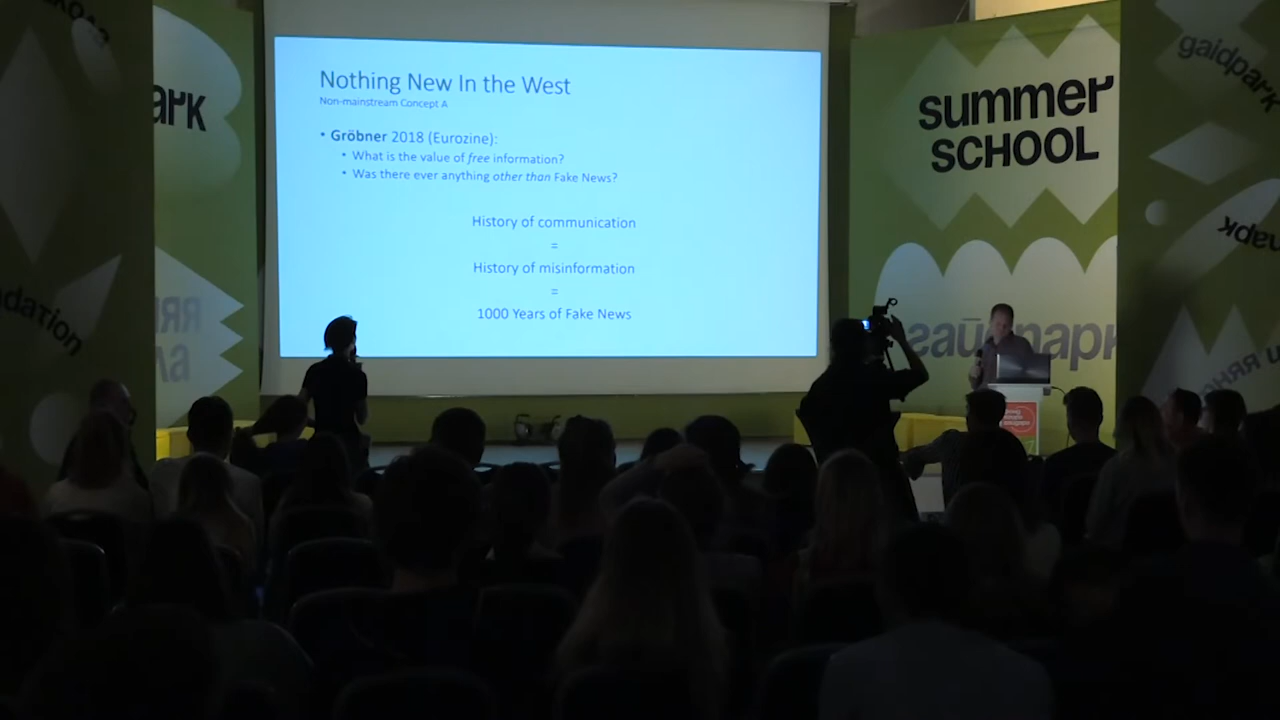 Nothing New In the West
Non-mainstream Concept A
• Gröbner 2018 (Eurozine):
• What is the value of free information?
• Was there ever anything other than Fake News?
History of communication
=
History of misinformation
=
1000 Years of Fake News
summer
SCHOOL
gaidpark